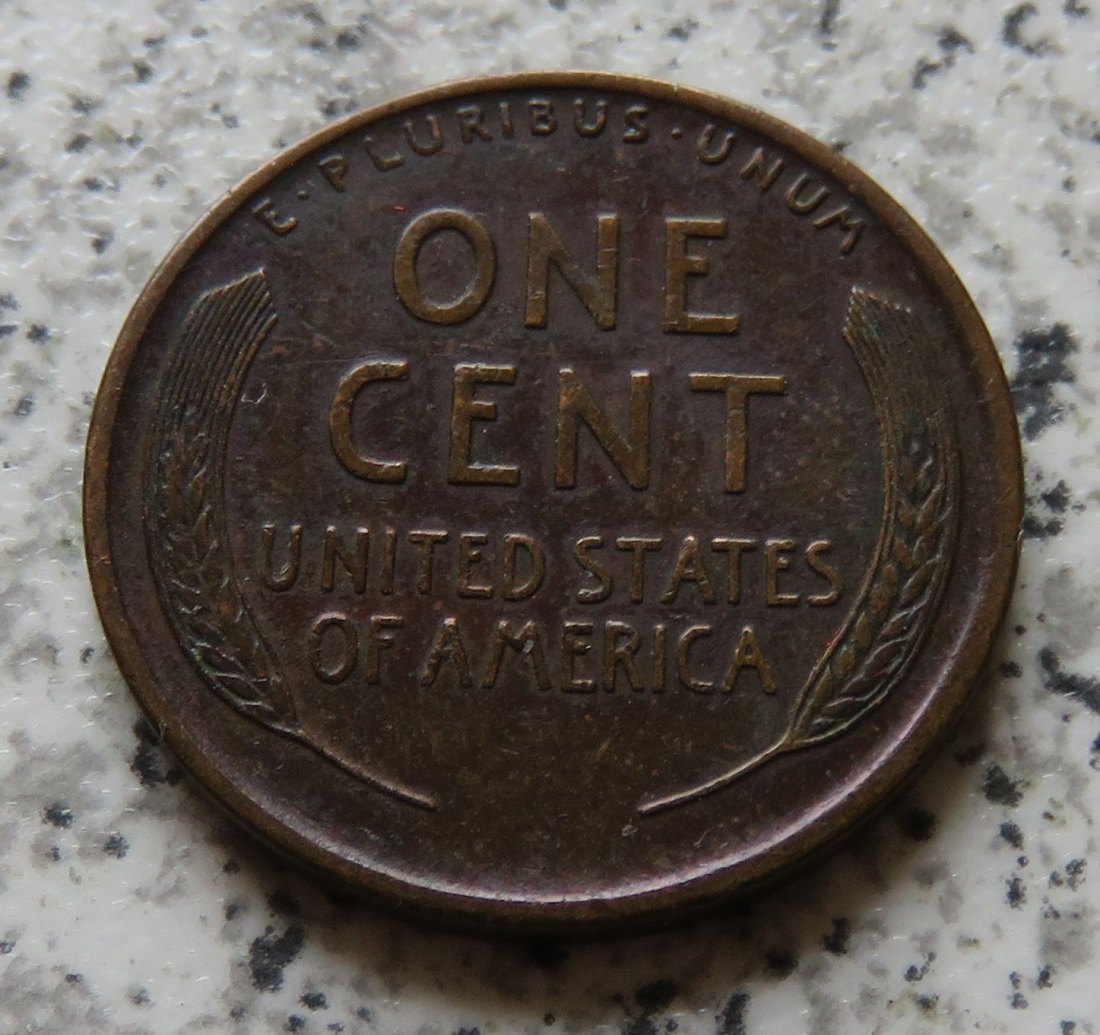 E · PLURIBUS · UNUM
ONE
CENT
UNITED STATES
OF AMERICA